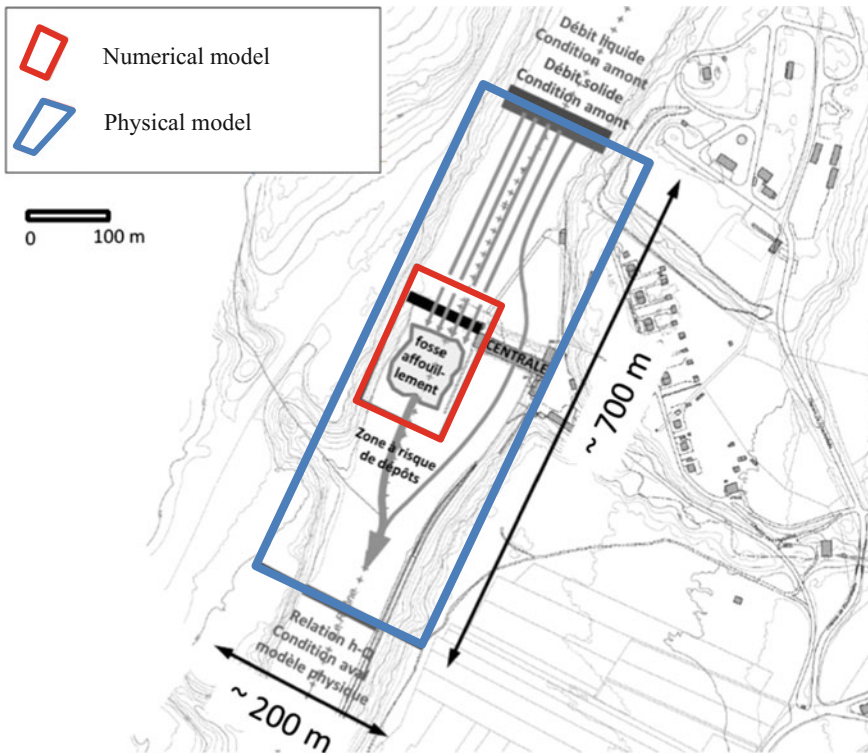 Numerical model
Physical model
0 100 m
Débit liquide
Condition amont
Débit solide
Condition amont
CENTRALE
fosse
affouil-
lement
Zone à risque
de dépôts
~ 700 m
Relation h-Q
Condition aval
modèle physique
~ 200 m